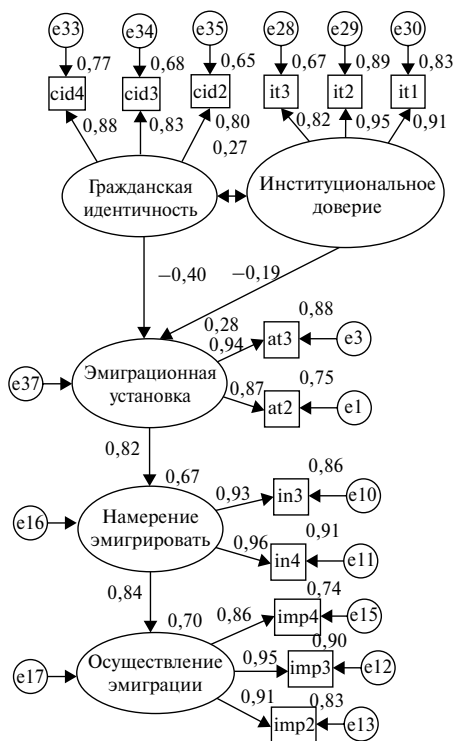 e33 e34 e35 e28 e29 e30
0,77 0,68 0,65 0,67 0,89 0,83
cid4 cid3 cid2 it3 it2 it1
0,88 0,83 0,80 0,82 0,95 0,91
0,27
Гражданская
идентичность
Институциональное
доверие
−0,40 −0,19
0,28
0,94 at3 0,88 e3
e37
Эмиграционная
установка
0,87 at2 0,75 e1
0,82
0,67
0,93 in3 0,86 e10
e16
Намерение
эмигрировать
0,96 in4 0,91 e11
0,84
0,70
0,86 imp4 0,74 e15
e17
Осуществление
эмиграции
0,95 imp3 0,90 e12
0,91 imp2 0,83 e13